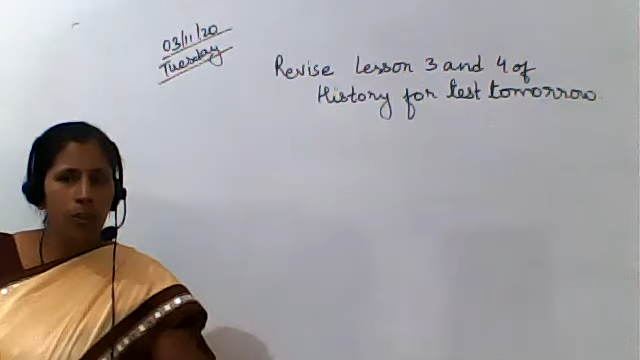 03/11/20
Tuesday
Revise Lesson 3 and 4 of
History for test tomorrow.